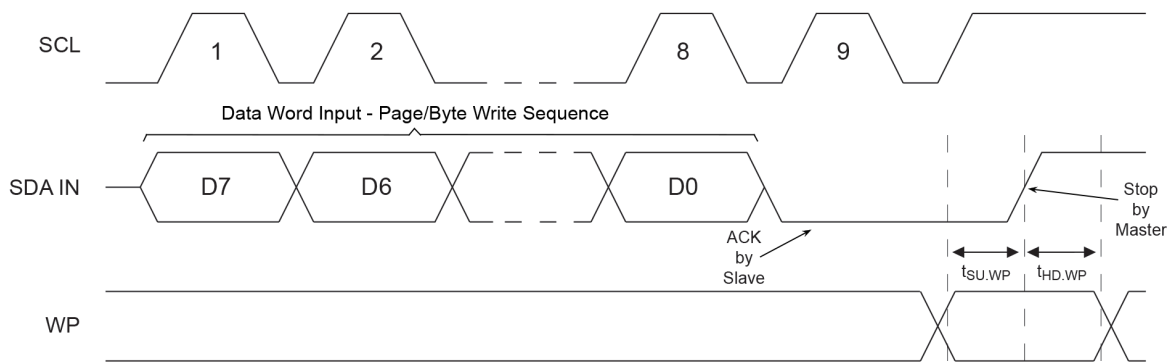 SCL
1
2
8
9
Data Word Input - Page/Byte Write Sequence
SDA IN
D7
D6
D0
ACK
by
Slave
Stop
by
Master
tSU.WP
tHD.WP
WP